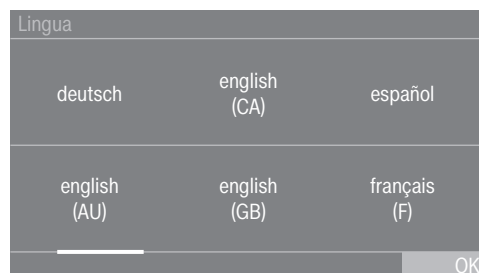 Lingua
deutsch
english
(CA)
español
english
(AU)
english
(GB)
français
(F)
OK